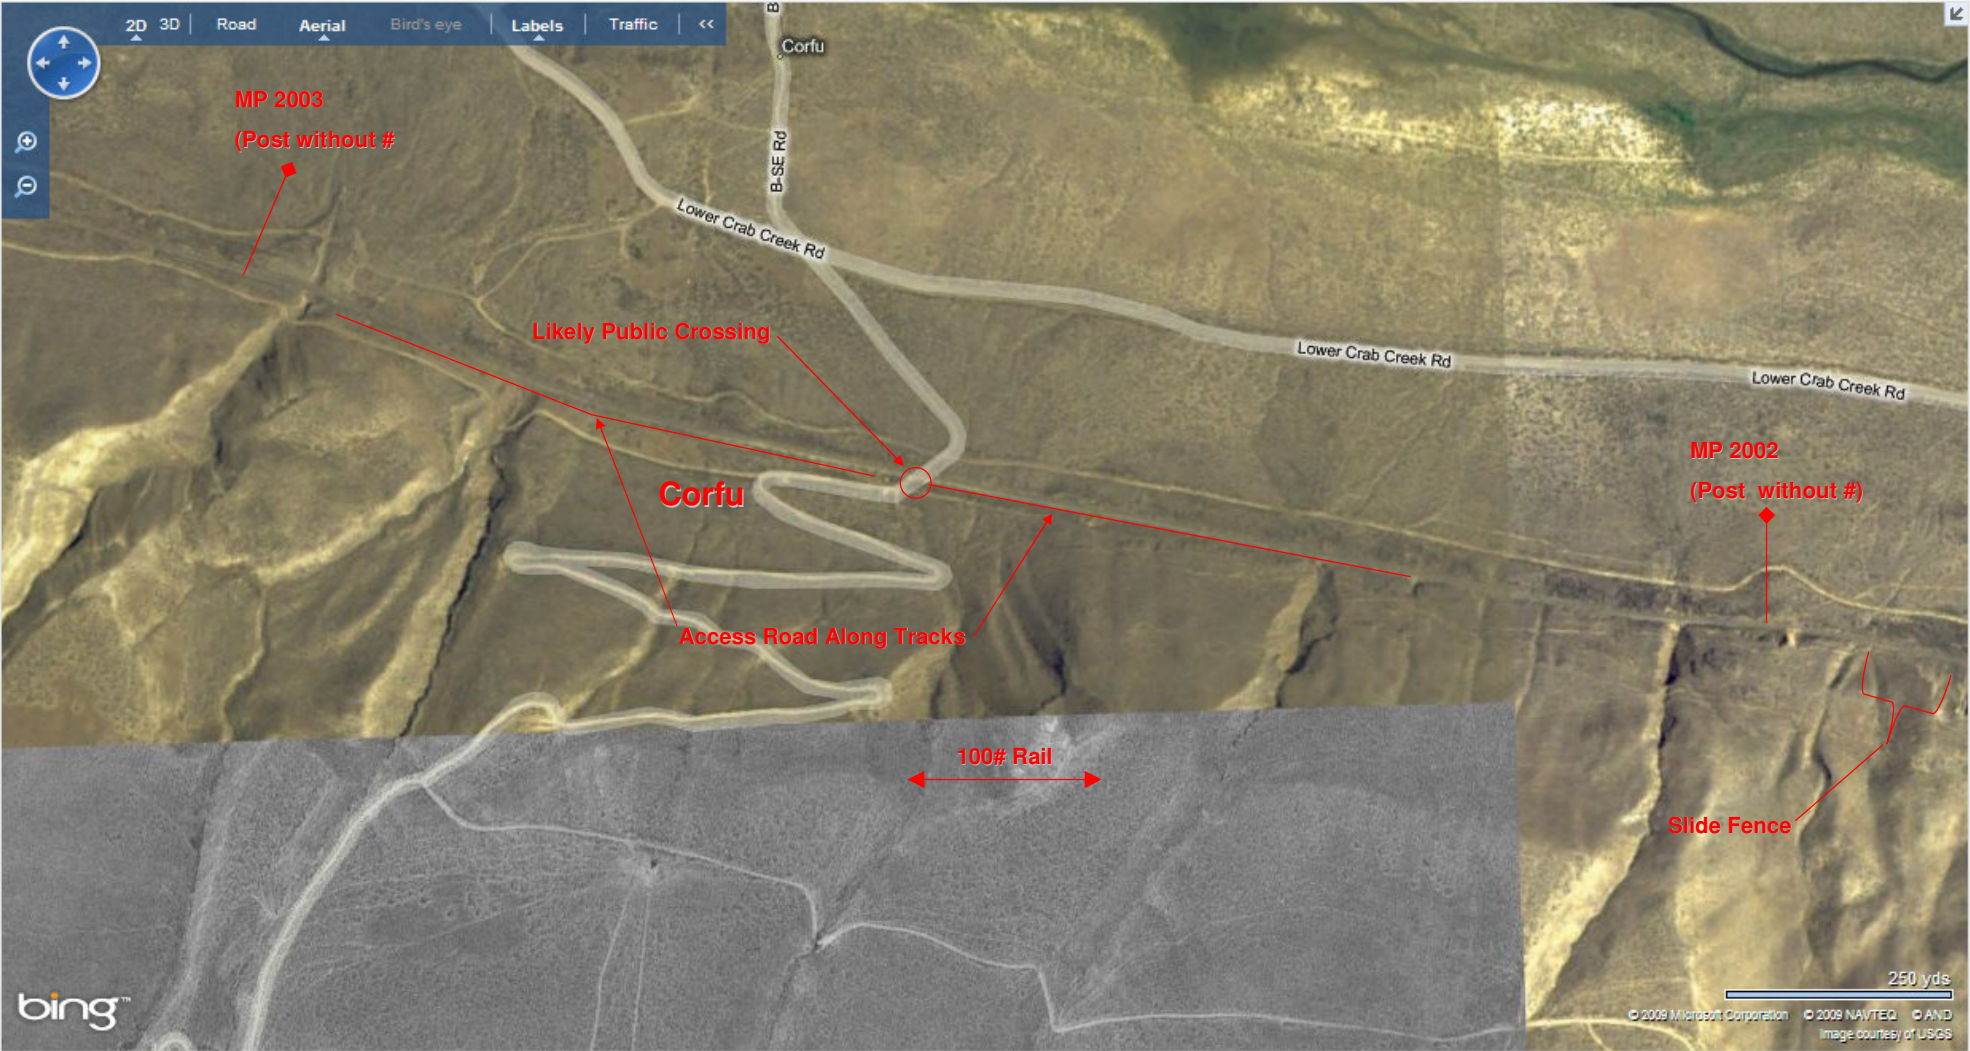 2D 3D Road Aerial Bird's eye Labels Traffic <<
B
Corfu
MP 2003
(Post without #
B-SE Rd
Lower Crab Creek Rd
Likely Public Crossing
Lower Crab Creek Rd
Lower Crab Creek Rd
MP 2002
(Post without #)
Corfu
Access Road Along Tracks
100# Rail
Slide Fence
250 yds
bing™
© 2009 Microsoft Corporation © 2009 NAVTEQ © AND
Image courtesy of USGS